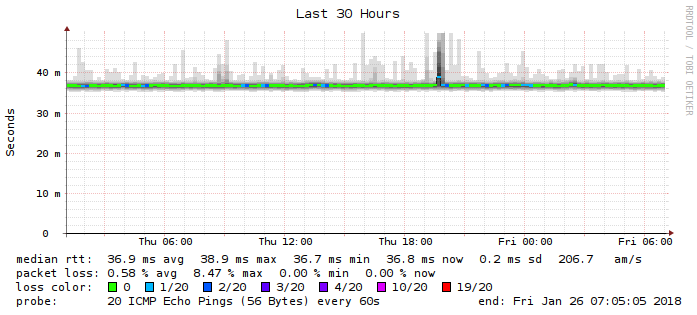 Last 30 Hours
RRDTOOL / TOBI OETIKER
Seconds
40 m
30 m
20 m
10 m
0
Thu 06:00 Thu 12:00 Thu 18:00 Fri 00:00 Fri 06:00
median rtt: 36.9 ms avg 38.9 ms max 36.7 ms min 36.8 ms now 0.2 ms sd 206.7 am/s
packet loss: 0.58 % avg 8.47 % max 0.00 % min 0.00 % now
loss color: 0 1/20 2/20 3/20 4/20 10/20 19/20
probe: 20 ICMP Echo Pings (56 Bytes) every 60s end: Fri Jan 26 07:05:05 2018